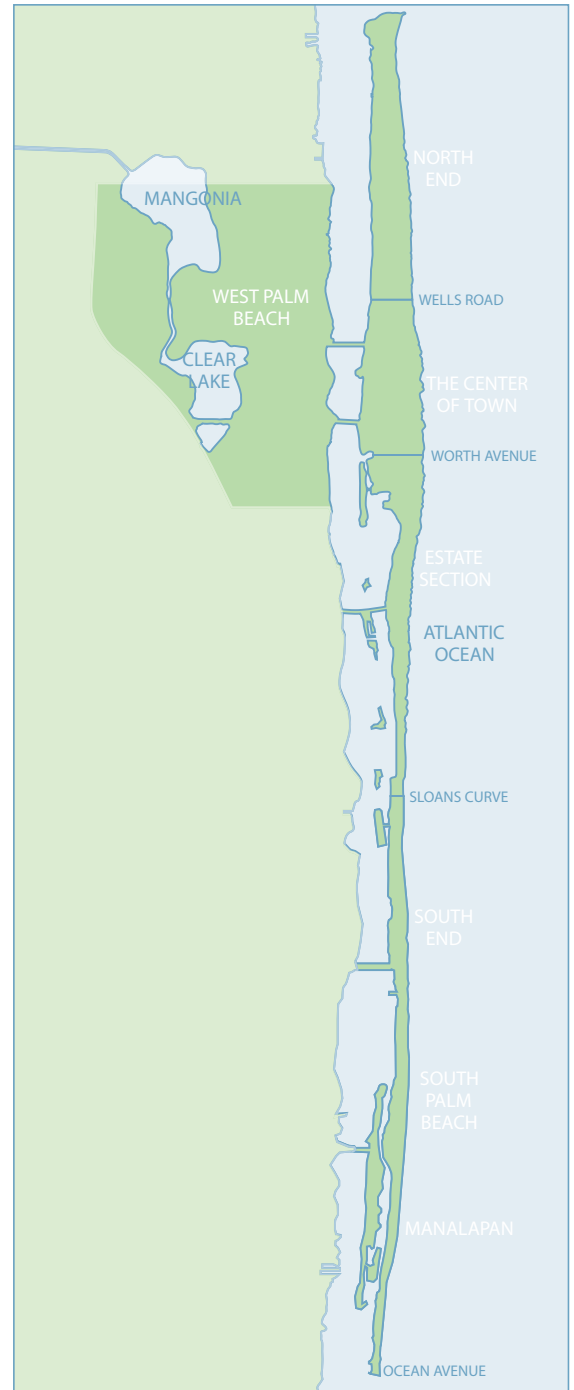 NORTH
END
MANGONIA
WEST PALM
BEACH
WELLS ROAD
CLEAR
LAKE
THE CENTER
OF TOWN
WORTH AVENUE
ESTATE
SECTION
ATLANTIC
OCEAN
SLOANS CURVE
SOUTH
END
SOUTH
PALM
BEACH
MANALAPAN
OCEAN AVENUE